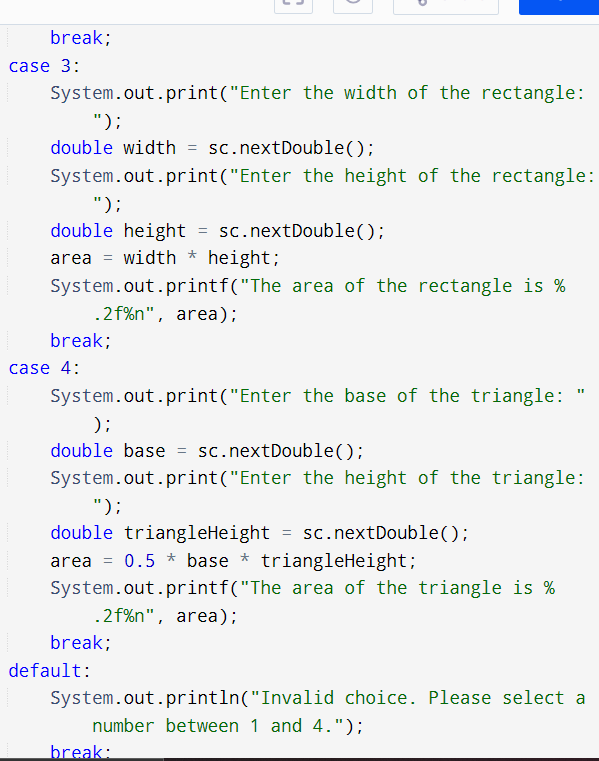 break;
case 3:
System.out.print("Enter the width of the rectangle:
");
double width = sc.nextDouble();
System.out.print("Enter the height of the rectangle:
");
double height = sc.nextDouble();
area = width * height;
System.out.printf("The area of the rectangle is %
.2f%n", area);
break;
case 4:
System.out.print("Enter the base of the triangle: "
);
double base = sc.nextDouble();
System.out.print("Enter the height of the triangle:
");
double triangleHeight = sc.nextDouble();
area = 0.5 * base * triangleHeight;
System.out.printf("The area of the triangle is %
.2f%n", area);
break;
default:
System.out.println("Invalid choice. Please select a
number between 1 and 4.");
break;